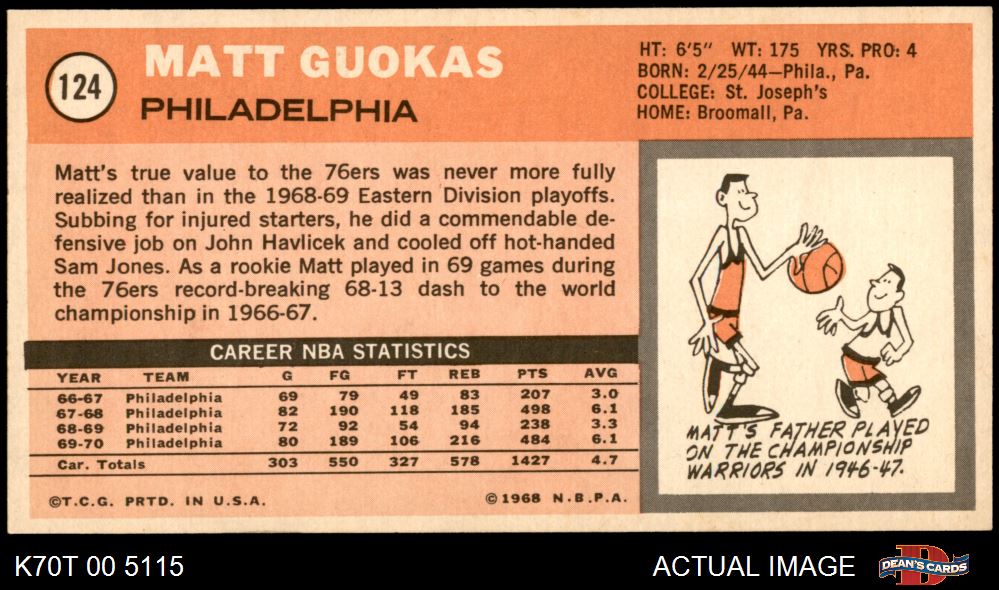 124
MATT GUOKAS
PHILADELPHIA
HT: 6'5" WT: 175 YRS. PRO: 4
BORN: 2/25/44—Phila., Pa.
COLLEGE: St. Joseph's
HOME: Broomall, Pa.
Matt's true value to the 76ers was never more fully
realized than in the 1968-69 Eastern Division playoffs.
Subbing for injured starters, he did a commendable de-
fensive job on John Havlicek and cooled off hot-handed
Sam Jones. As a rookie Matt played in 69 games during
the 76ers record-breaking 68-13 dash to the world
championship in 1966-67.
CAREER NBA STATISTICS
YEAR TEAM G FG FT REB PTS AVG
66-67 Philadelphia 69 79 49 83 207 3.0
67-68 Philadelphia 82 190 118 185 498 6.1
68-69 Philadelphia 72 92 54 94 238 3.3
69-70 Philadelphia 80 189 106 216 484 6.1
Car. Totals 303 550 327 578 1427 4.7
©T.C.G. PRTD. IN U.S.A. ©1968 N.B.P.A.
MATT'S FATHER PLAYED
ON THE CHAMPIONSHIP
WARRIORS IN 1946-47.
K70T 00 5115 ACTUAL IMAGE
D
DEAN'S CARDS